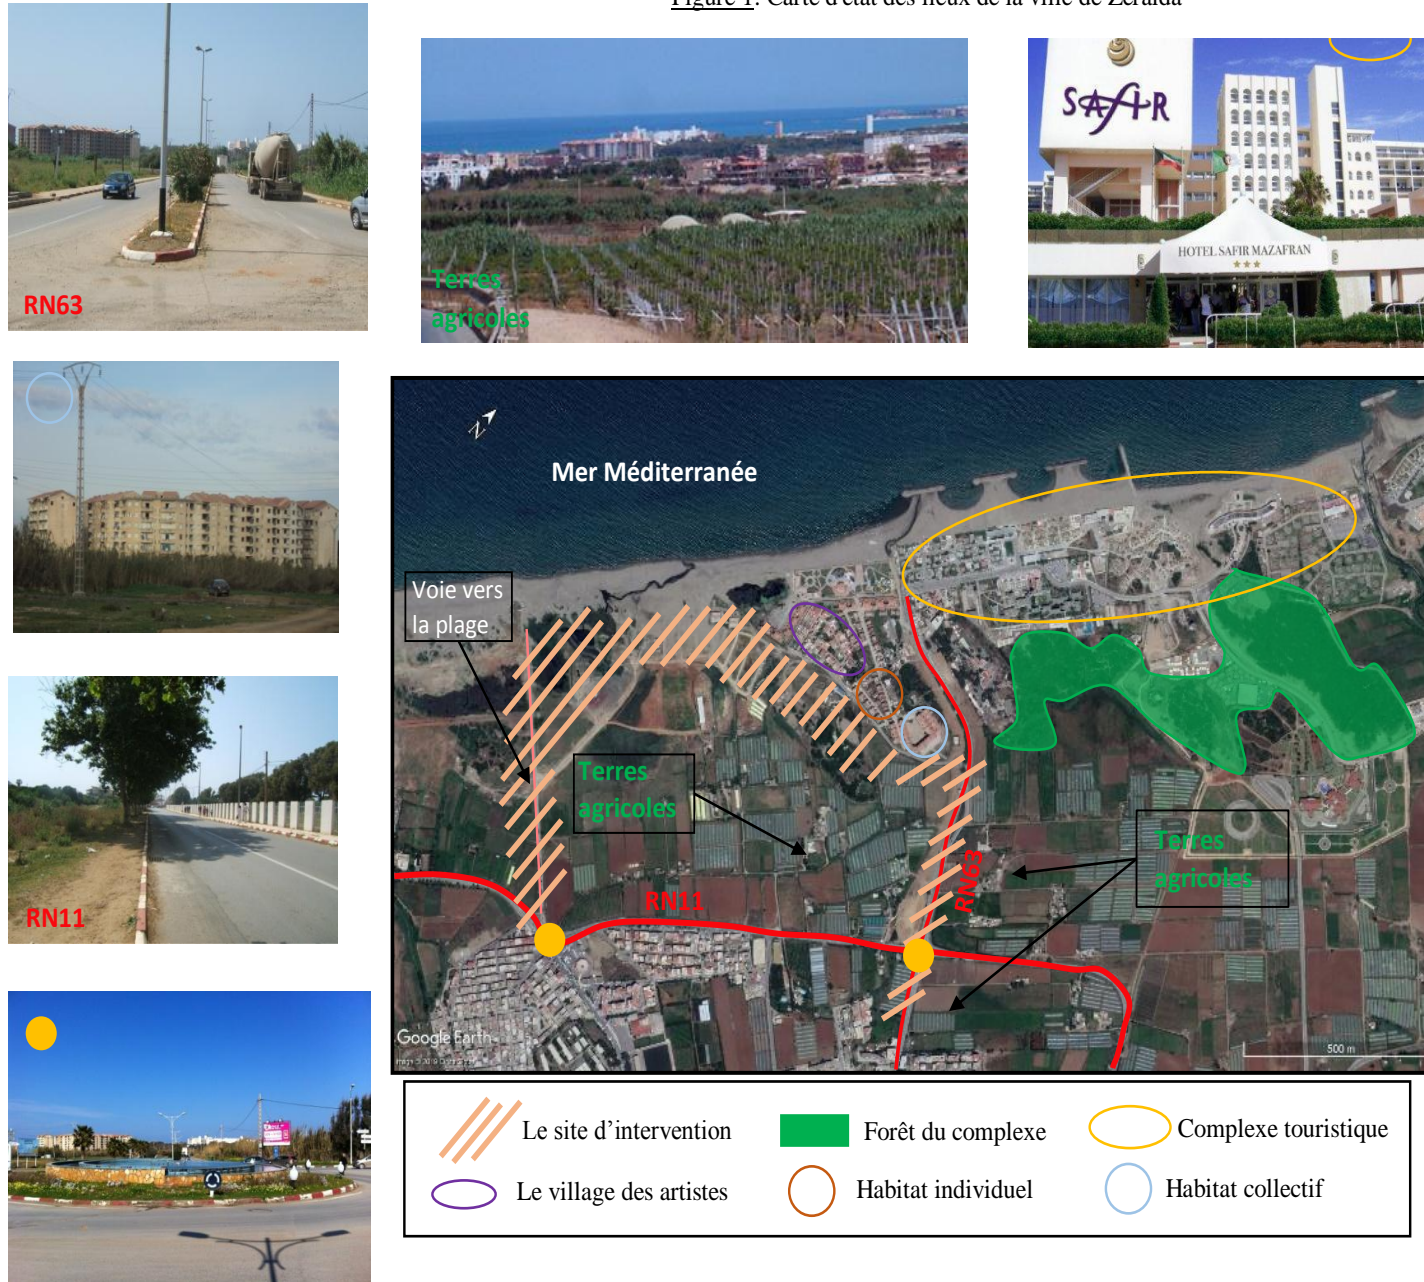 Figure 1: Carte d'état des lieux de la ville de Zéralda
RN63
Terres
agricoles
SAFIR
HOTEL SAFIR MAZAFRAN
RN11
N
Mer Méditerranée
Voie vers
la plage
Terres
agricoles
Terres
agricoles
RN11
RN63
Google Earth
500 m
Le site d'intervention
Forêt du complexe
Complexe touristique
Le village des artistes
Habitat individuel
Habitat collectif